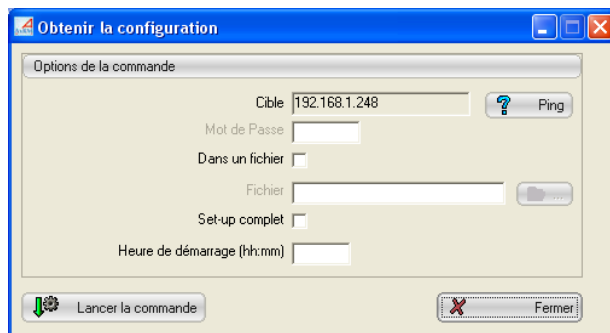 Obtenir la configuration
Options de la commande
Cible 192.168.1.248 Ping
Mot de Passe
Dans un fichier
Fichier ...
Set-up complet
Heure de démarrage (hh:mm)
Lancer la commande Fermer